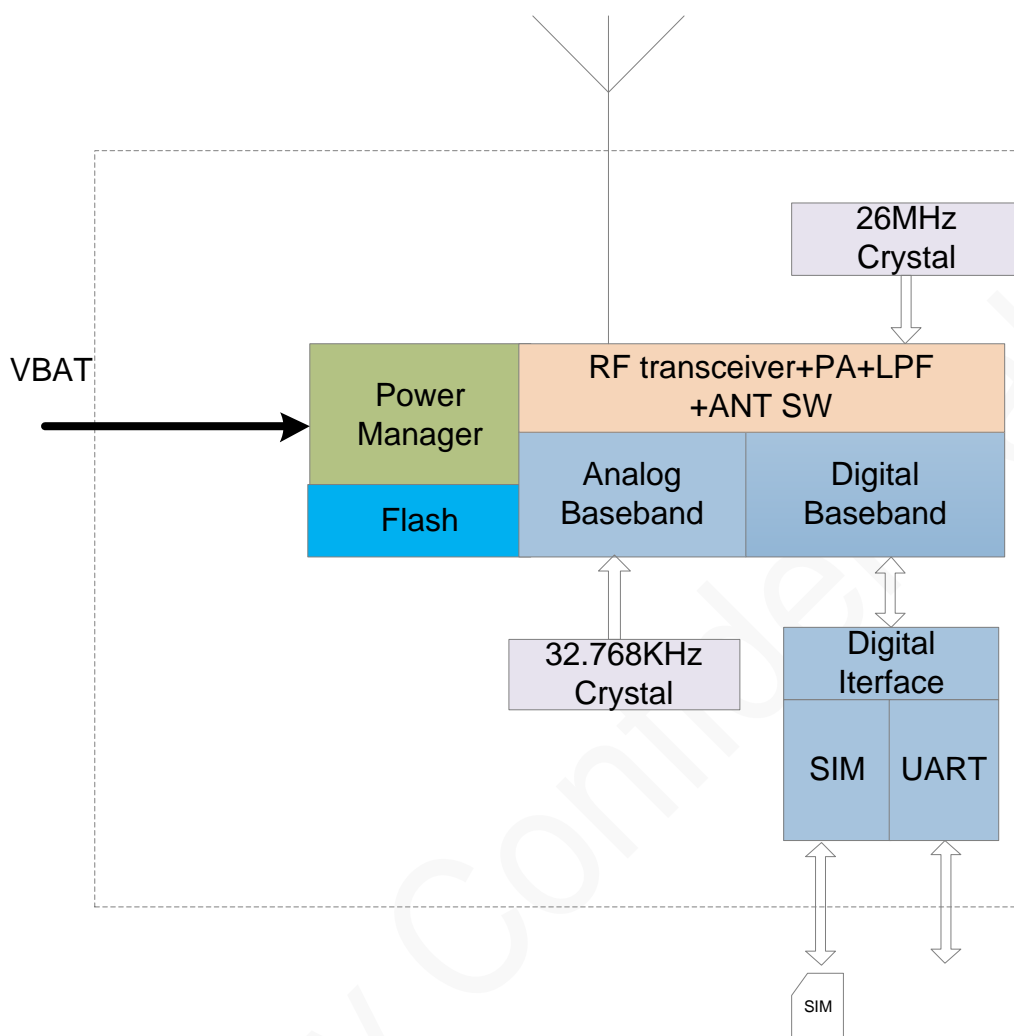 26MHz
Crystal
VBAT
Power
Manager
RF transceiver+PA+LPF
+ANT SW
Flash
Analog
Baseband
Digital
Baseband
32.768KHz
Crystal
Digital
Iterface
SIM
UART
SIM